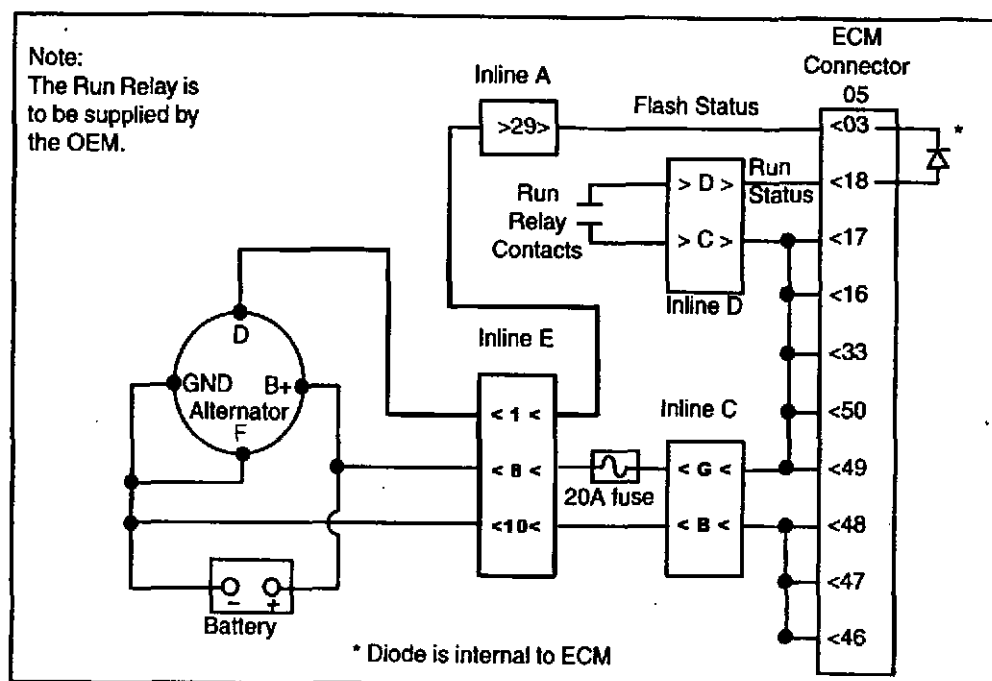 Note:
The Run Relay is
to be supplied by
the OEM.
Inline A
>29>
Flash Status
ECM
Connector
05
<03
*
> D >
Run
Status
<18
Run
Relay
Contacts
> C >
<17
Inline D
<16
D
Inline E
<33
GND
B+
Alternator
F
< 1 <
Inline C
<50
< 8 <
20A fuse
< G <
<49
<10<
< B <
<48
- +
Battery
<47
<46
* Diode is internal to ECM